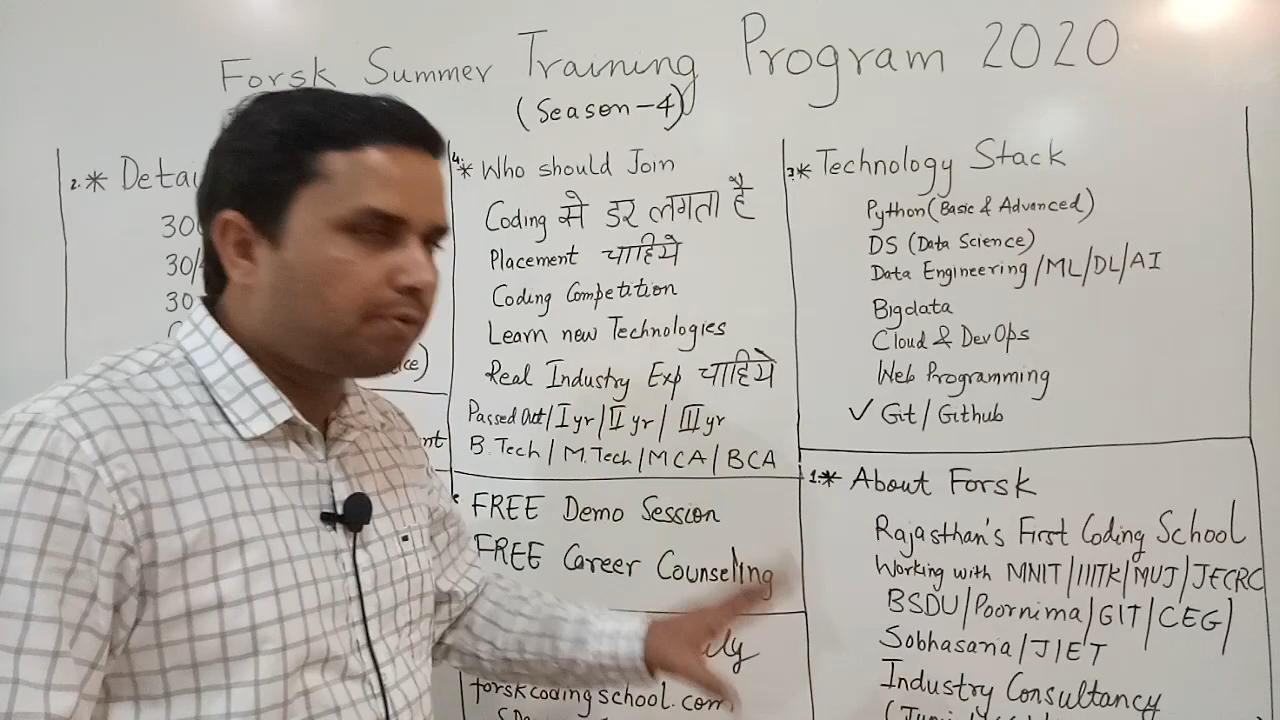 Forsk Summer Training Program 2020
(Season-4)
2.* Detai
30
30/
30
ce)
nt
4.* Who should Join
Coding से डर लगता है
Placement चाहिये
Coding Competition
Learn new Technologies
Real Industry Exp चाहिये
Passed Out/I yr/II yr/III yr
B.Tech/M.Tech/MCA/BCA
FREE Demo Session
FREE Career Counseling
ily
forskcodingschool.com
3.* Technology Stack
Python (Basic & Advanced)
DS (Data Science)
Data Engineering/ML/DL/AI
Bigdata
Cloud & DevOps
Web Programming
✓ Git/Github
1.* About Forsk
Rajasthan's First Coding School
Working with MNIT/IIITK/MUJ/JECRC
BSDU/Poornima/GIT/CEG/
Sobhasaria/JIET
Industry Consultancy